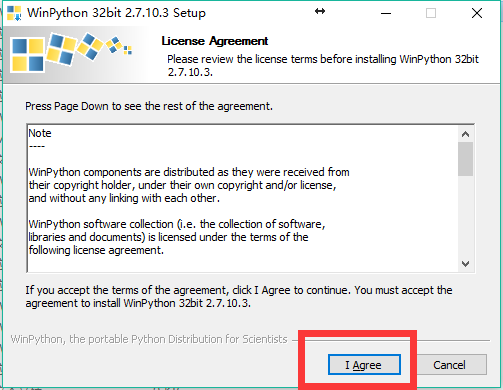 WinPython 32bit 2.7.10.3 Setup
License Agreement
Please review the license terms before installing WinPython 32bit
2.7.10.3.
Press Page Down to see the rest of the agreement.
Note
----
WinPython components are distributed as they were received from
their copyright holder, under their own copyright and/or license,
and without any linking with each other.
WinPython software collection (i.e. the collection of software,
libraries and documents) is licensed under the terms of the
following license agreement.
If you accept the terms of the agreement, click I Agree to continue. You must accept the
agreement to install WinPython 32bit 2.7.10.3.
WinPython, the portable Python Distribution for Scientists
I Agree
Cancel